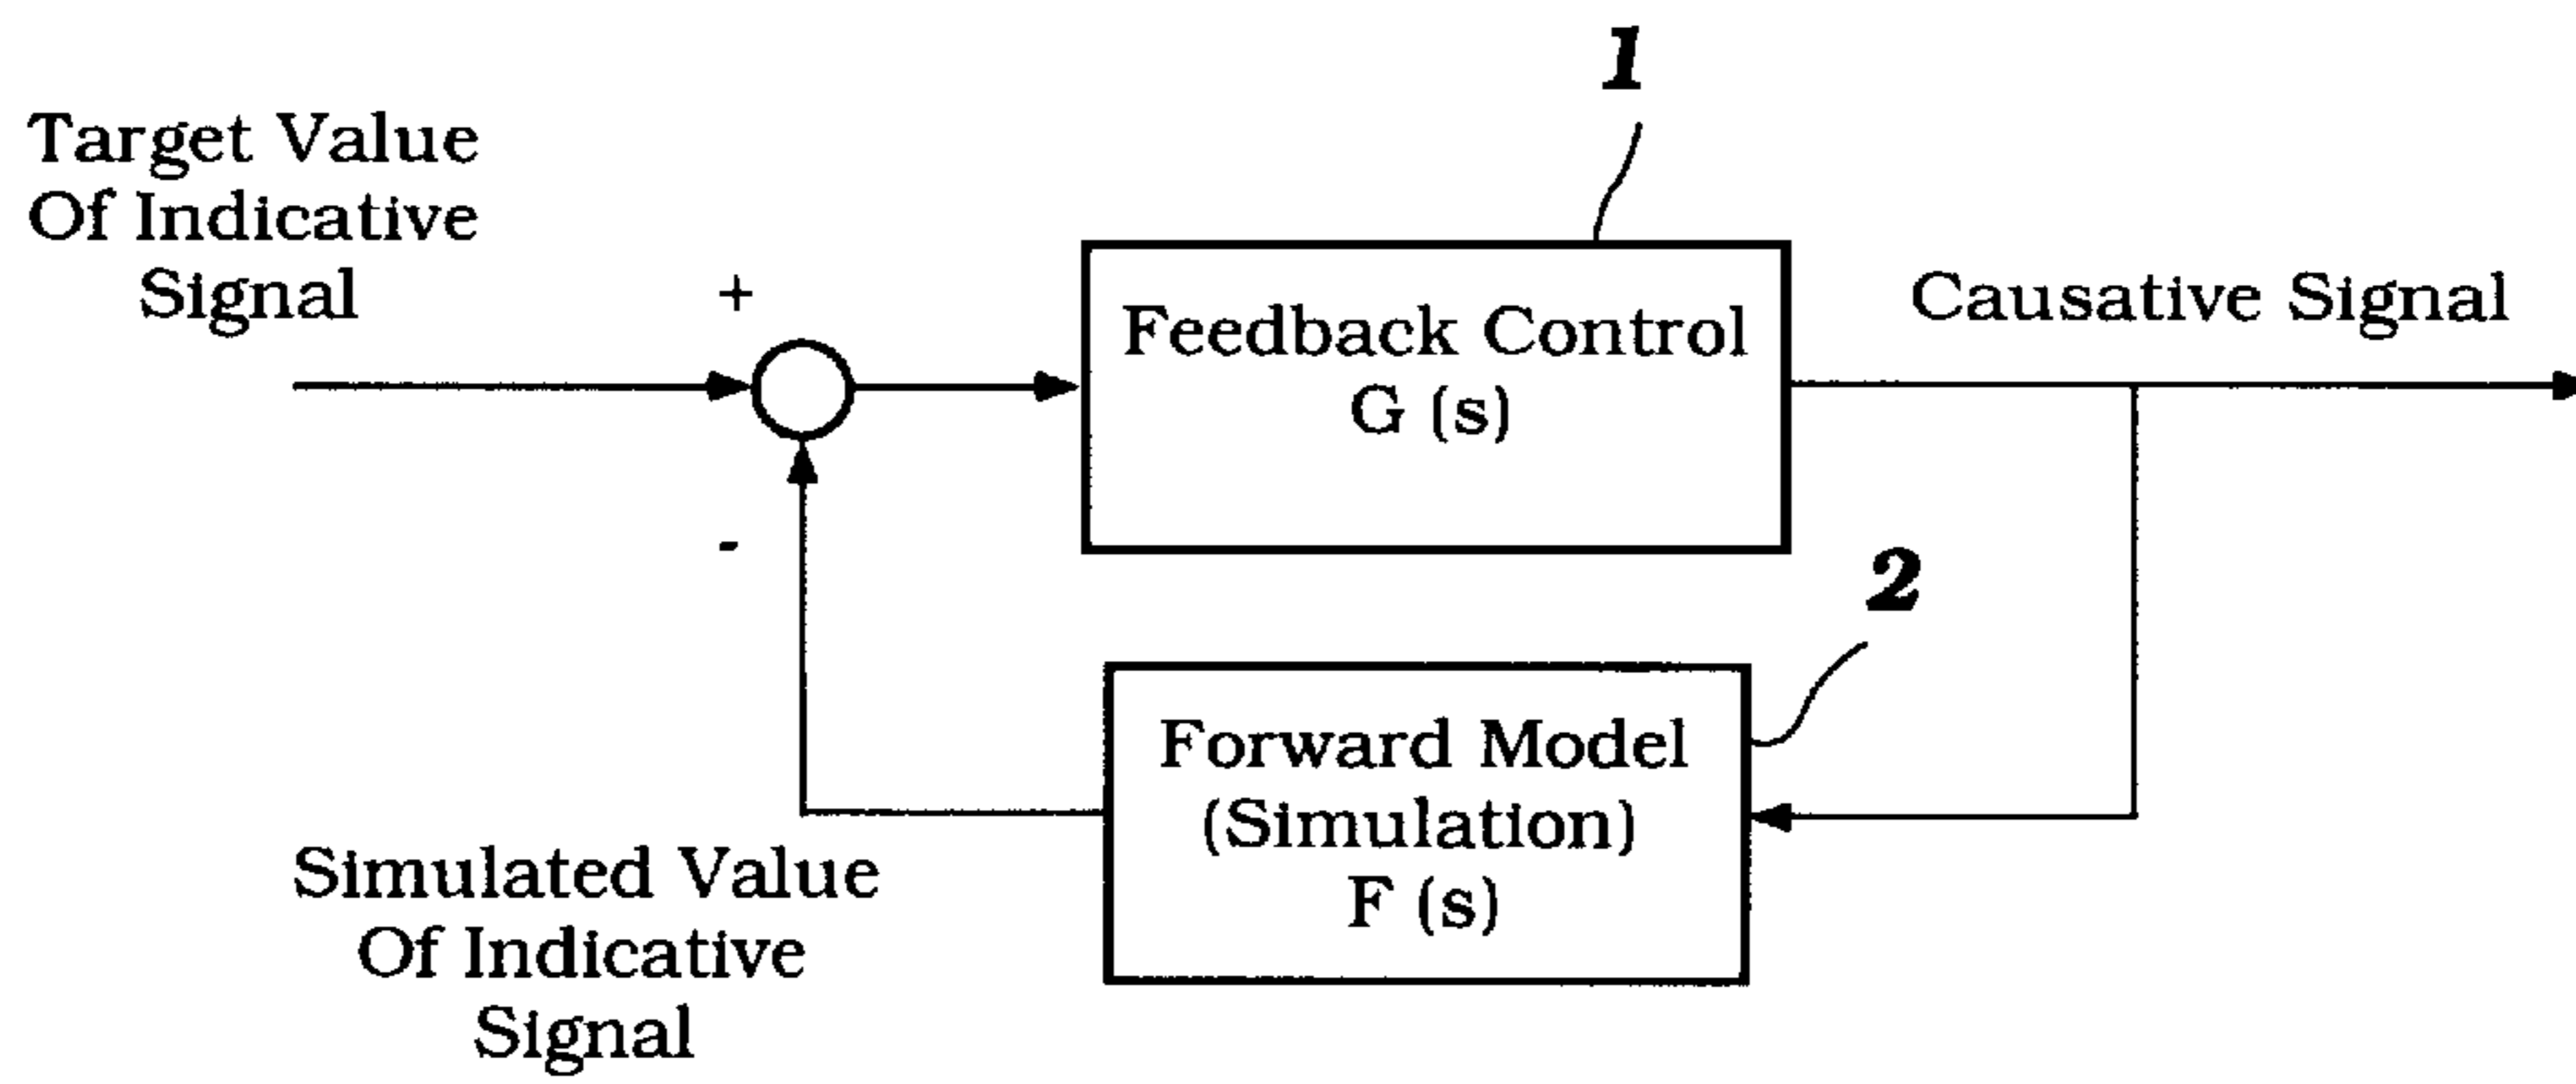 1
Target Value
Of Indicative
Signal
+
Feedback Control
G (s)
Causative Signal
-
2
Forward Model
(Simulation)
F (s)
Simulated Value
Of Indicative
Signal